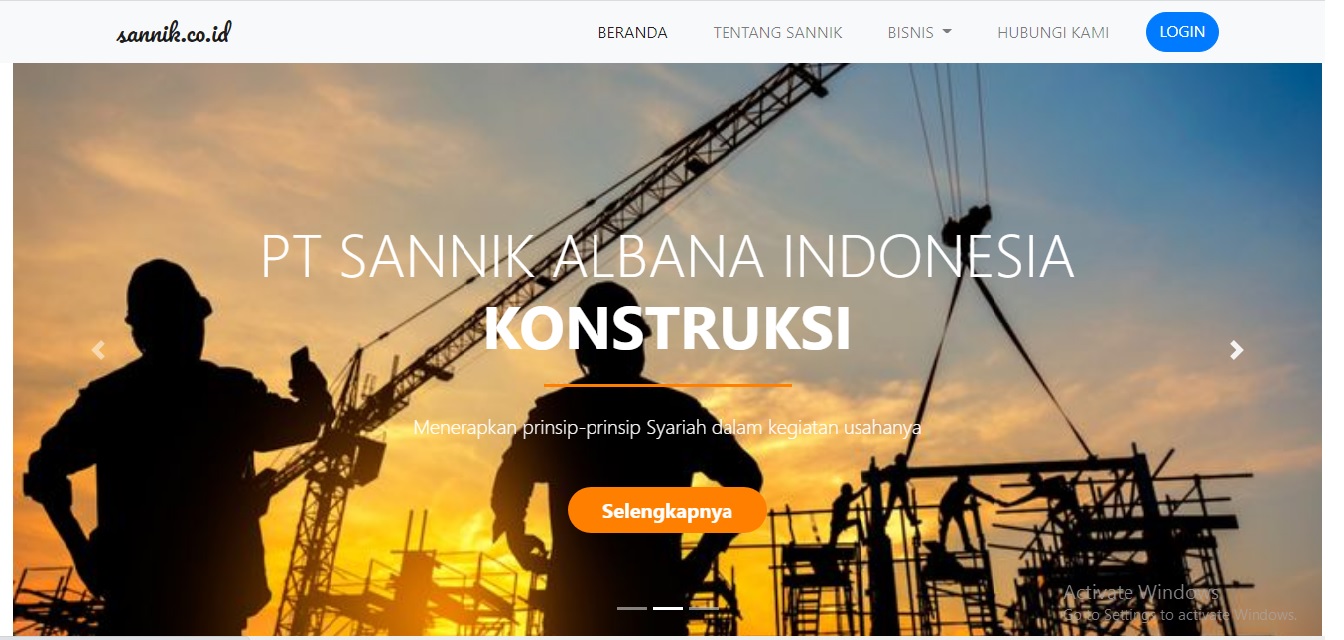 sannik.co.id
BERANDA
TENTANG SANNIK
BISNIS
HUBUNGI KAMI
LOGIN
PT SANNIK ALBANA INDONESIA
KONSTRUKSI
Menerapkan prinsip-prinsip Syariah dalam kegiatan usahanya
Selengkapnya
Activate Windows
Go to Settings to activate Windows.